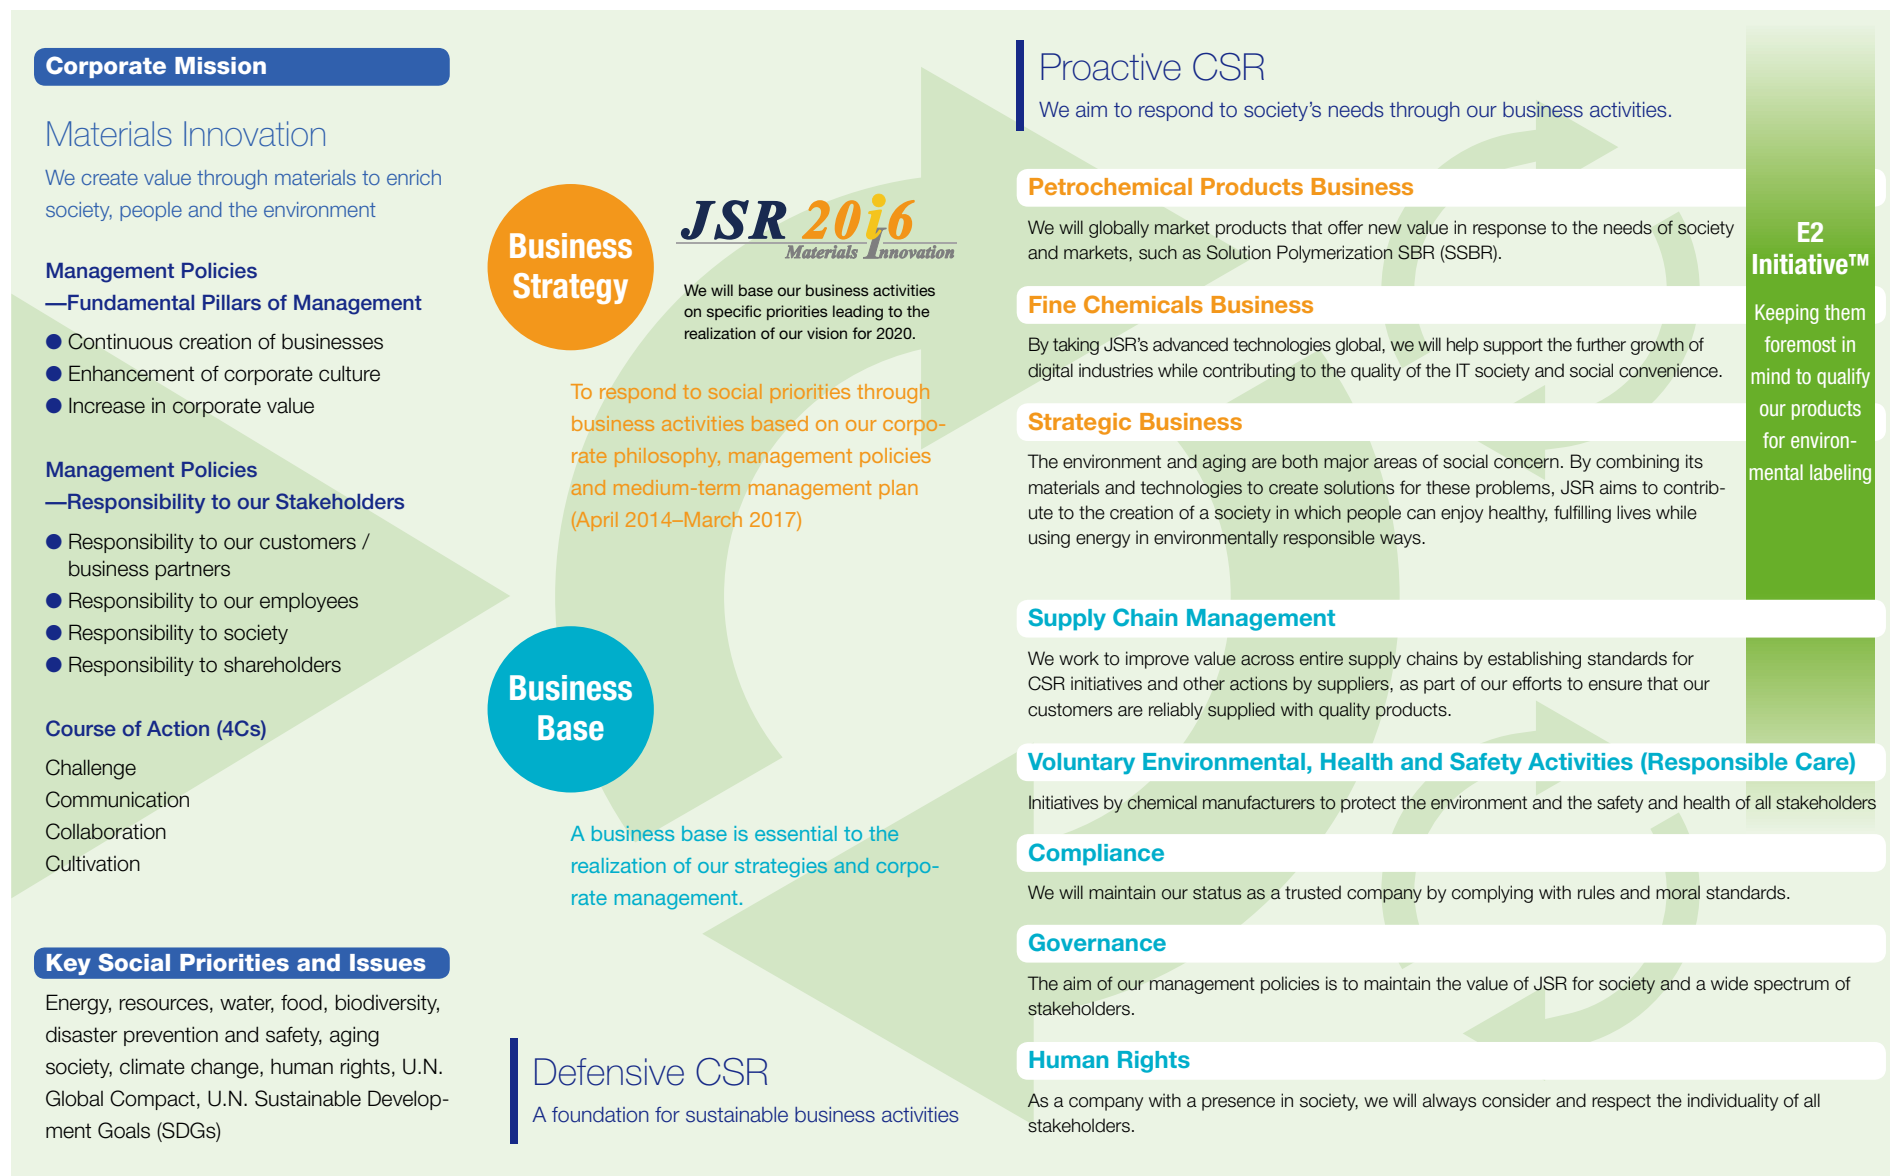 Corporate Mission
Materials Innovation
We create value through materials to enrich
society, people and the environment
Management Policies
—Fundamental Pillars of Management
● Continuous creation of businesses
● Enhancement of corporate culture
● Increase in corporate value
Management Policies
—Responsibility to our Stakeholders
● Responsibility to our customers /
business partners
● Responsibility to our employees
● Responsibility to society
● Responsibility to shareholders
Course of Action (4Cs)
Challenge
Communication
Collaboration
Cultivation
Key Social Priorities and Issues
Energy, resources, water, food, biodiversity,
disaster prevention and safety, aging
society, climate change, human rights, U.N.
Global Compact, U.N. Sustainable Develop-
ment Goals (SDGs)
Business
Strategy
JSR 20i6
Materials Innovation
We will base our business activities
on specific priorities leading to the
realization of our vision for 2020.
To respond to social priorities through
business activities based on our corpo-
rate philosophy, management policies
and medium-term management plan
(April 2014–March 2017)
Business
Base
A business base is essential to the
realization of our strategies and corpo-
rate management.
Defensive CSR
A foundation for sustainable business activities
Proactive CSR
We aim to respond to society's needs through our business activities.
Petrochemical Products Business
We will globally market products that offer new value in response to the needs of society
and markets, such as Solution Polymerization SBR (SSBR).
Fine Chemicals Business
By taking JSR's advanced technologies global, we will help support the further growth of
digital industries while contributing to the quality of the IT society and social convenience.
Strategic Business
The environment and aging are both major areas of social concern. By combining its
materials and technologies to create solutions for these problems, JSR aims to contrib-
ute to the creation of a society in which people can enjoy healthy, fulfilling lives while
using energy in environmentally responsible ways.
Supply Chain Management
We work to improve value across entire supply chains by establishing standards for
CSR initiatives and other actions by suppliers, as part of our efforts to ensure that our
customers are reliably supplied with quality products.
Voluntary Environmental, Health and Safety Activities (Responsible Care)
Initiatives by chemical manufacturers to protect the environment and the safety and health of all stakeholders
Compliance
We will maintain our status as a trusted company by complying with rules and moral standards.
Governance
The aim of our management policies is to maintain the value of JSR for society and a wide spectrum of
stakeholders.
Human Rights
As a company with a presence in society, we will always consider and respect the individuality of all
stakeholders.
E2
Initiative™
Keeping them
foremost in
mind to qualify
our products
for environ-
mental labeling